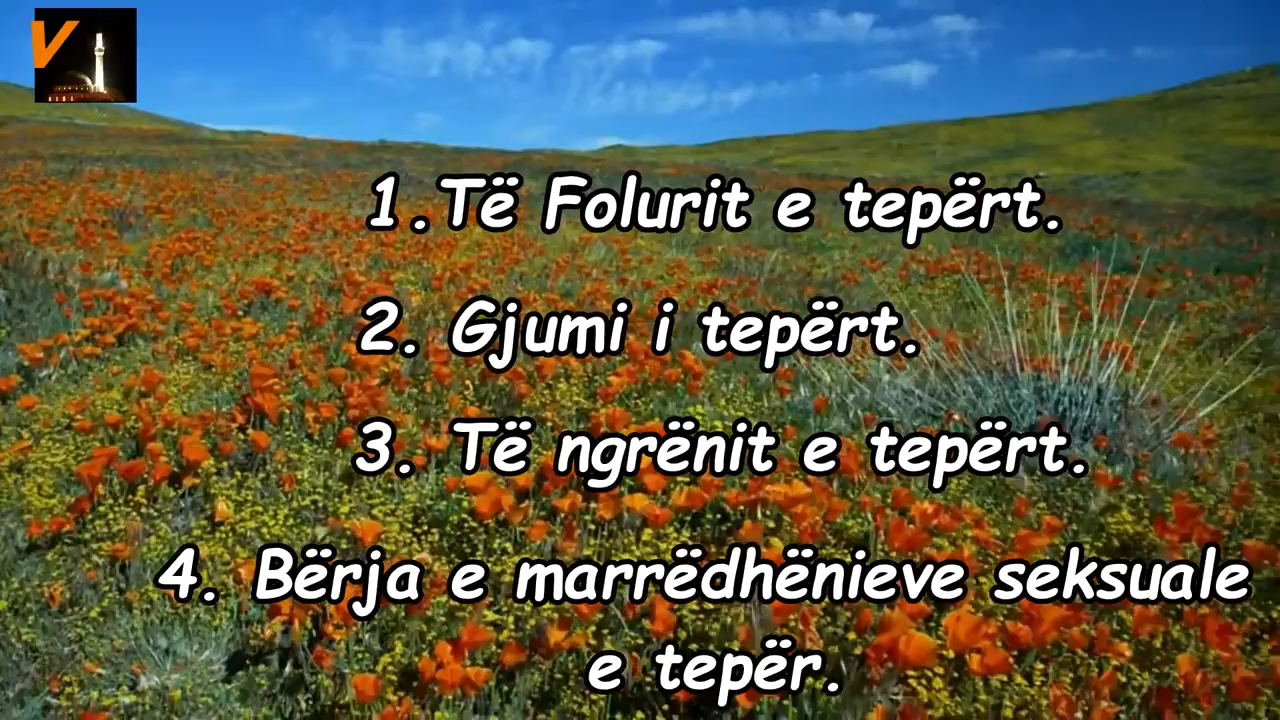 V
1.Të Folurit e tepërt.
2. Gjumi i tepërt.
3. Të ngrënit e tepërt.
4. Bërja e marrëdhënieve seksuale
e tepër.